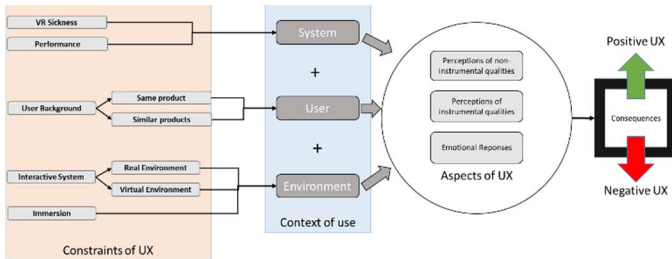 VR Sickness
Performance
User Background
Same product
Similar products
Interactive System
Real Environment
Virtual Environment
Immersion
Constraints of UX
System
+
User
+
Environment
Context of use
Perceptions of non-
instrumental qualities
Perceptions of
instrumental qualities
Emotional Reponses
Aspects of UX
Positive UX
Consequences
Negative UX